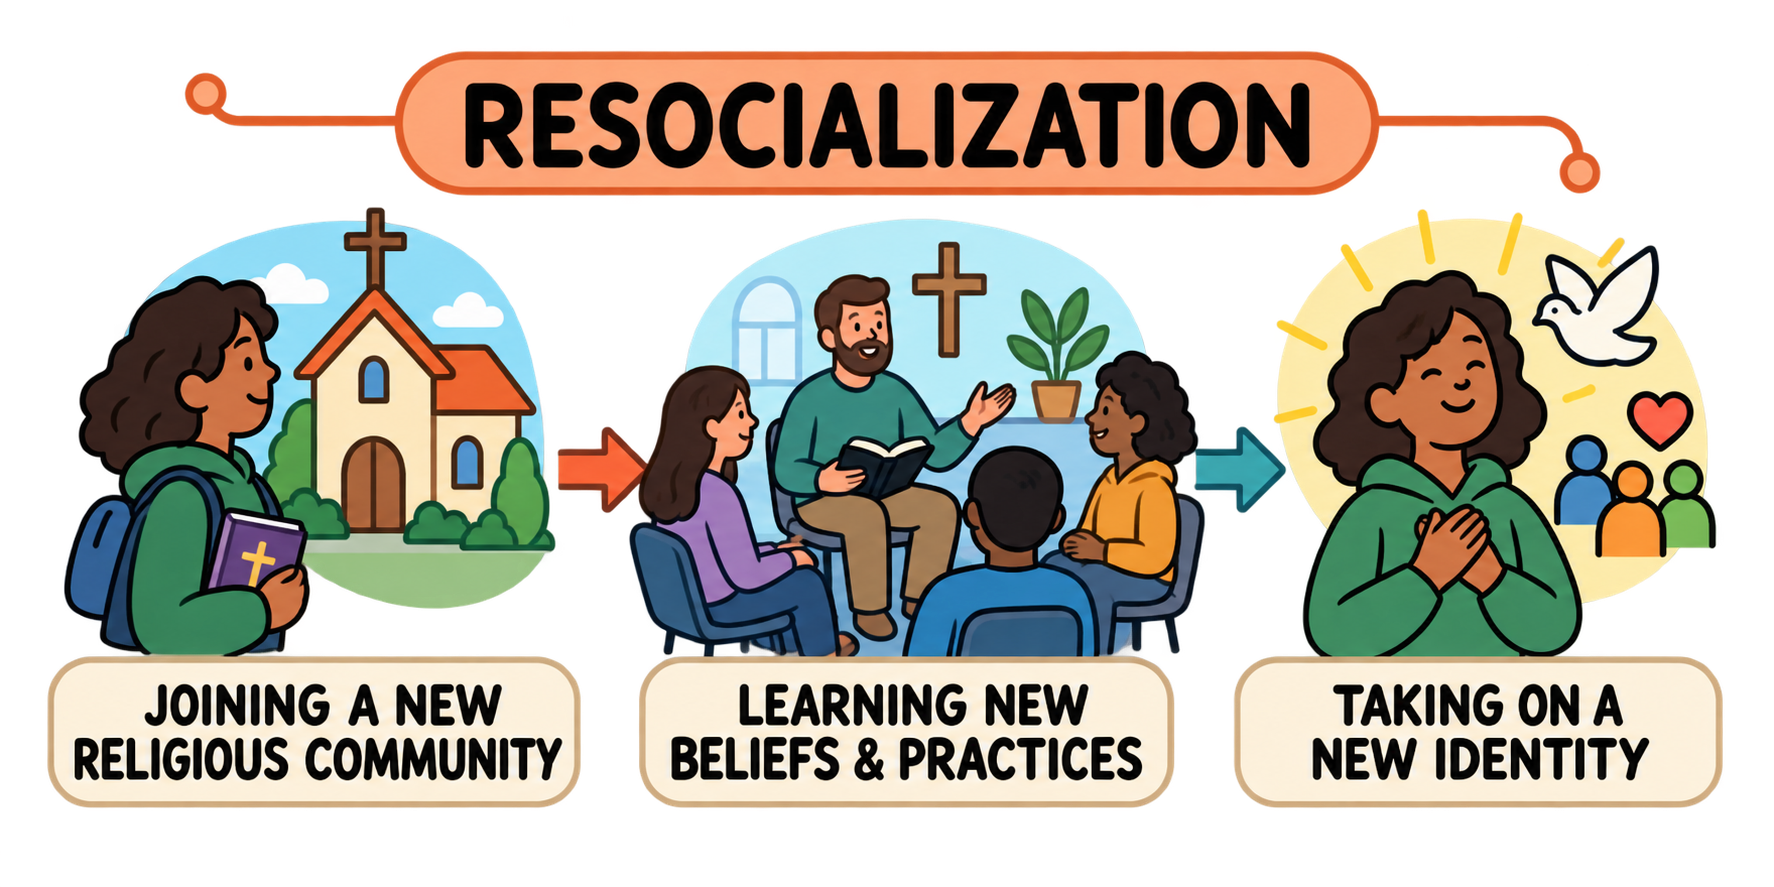 RESOCIALIZATION
JOINING A NEW
RELIGIOUS COMMUNITY
LEARNING NEW
BELIEFS & PRACTICES
TAKING ON A
NEW IDENTITY